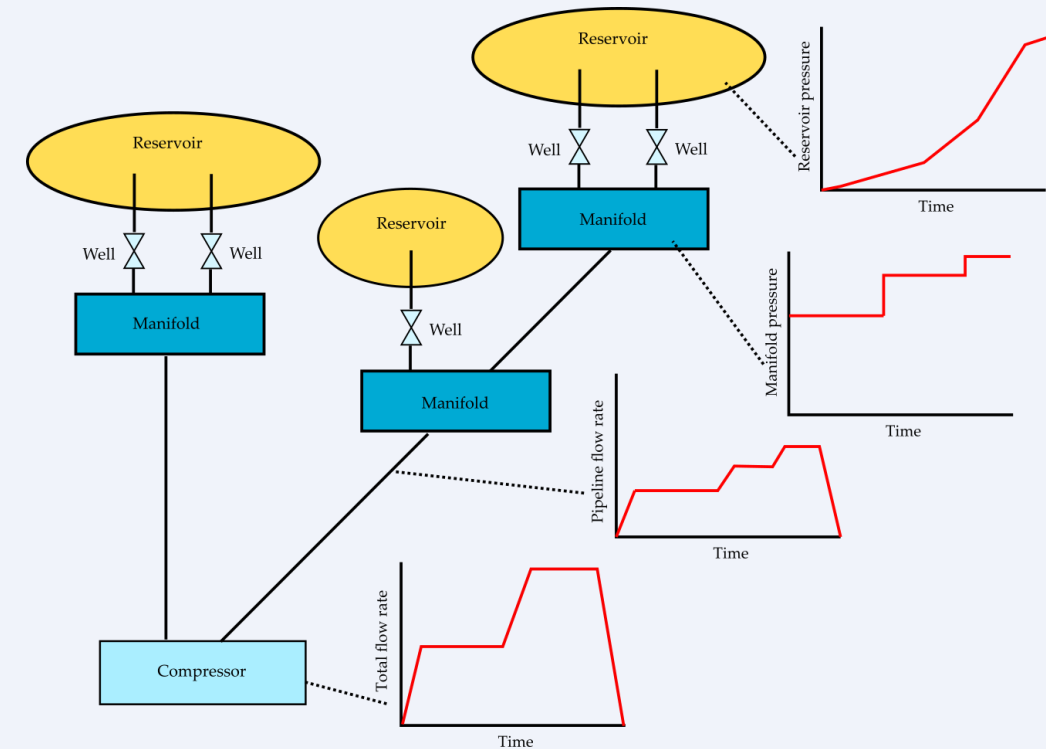 Reservoir
Reservoir pressure
Well
Well
Manifold
Time
Reservoir
Well
Well
Manifold
Reservoir
Well
Manifold
Manifold pressure
Time
Pipeline flow rate
Time
Compressor
Total flow rate
Time